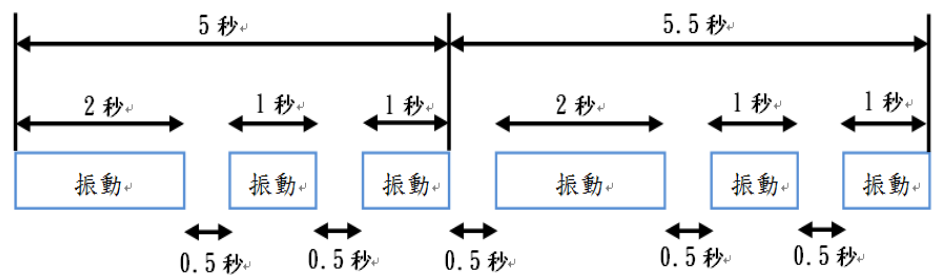 5 秒 5.5 秒
2 秒 1 秒 1 秒 2 秒 1 秒 1 秒
振動 振動 振動 振動 振動 振動
0.5 秒 0.5 秒 0.5 秒 0.5 秒 0.5 秒